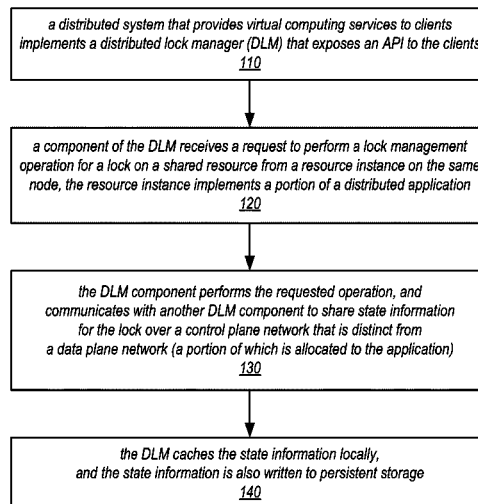 a distributed system that provides virtual computing services to clients
implements a distributed lock manager (DLM) that exposes an API to the clients
110
a component of the DLM receives a request to perform a lock management
operation for a lock on a shared resource from a resource instance on the same
node, the resource instance implements a portion of a distributed application
120
the DLM component performs the requested operation, and
communicates with another DLM component to share state information
for the lock over a control plane network that is distinct from
a data plane network (a portion of which is allocated to the application)
130
the DLM caches the state information locally,
and the state information is also written to persistent storage
140